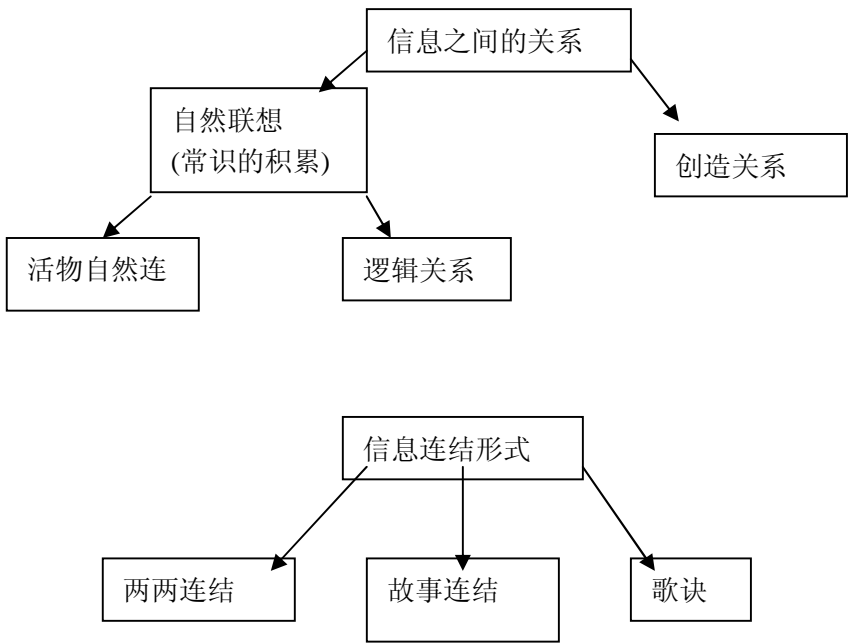 信息之间的关系
自然联想
(常识的积累)
创造关系
活物自然连
逻辑关系
信息连结形式
两两连结
故事连结
歌诀